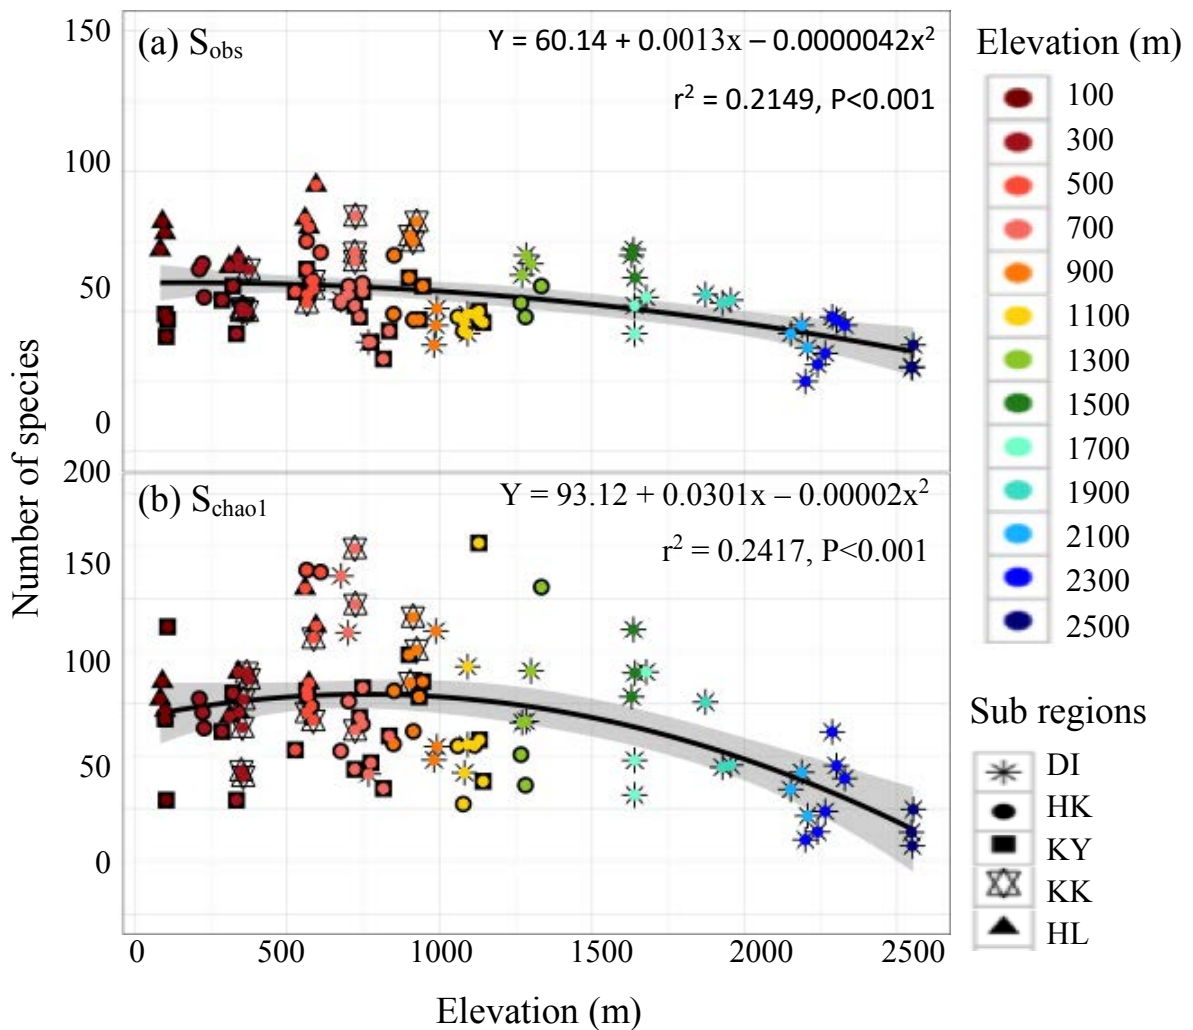 (a) S_obs
Y = 60.14 + 0.0013x – 0.0000042x²
r² = 0.2149, P<0.001
150
100
50
0
Number of species
(b) S_chao1
Y = 93.12 + 0.0301x – 0.00002x²
r² = 0.2417, P<0.001
200
150
100
50
0
0 500 1000 1500 2000 2500
Elevation (m)
Elevation (m)
100
300
500
700
900
1100
1300
1500
1700
1900
2100
2300
2500
Sub regions
DI
HK
KY
KK
HL